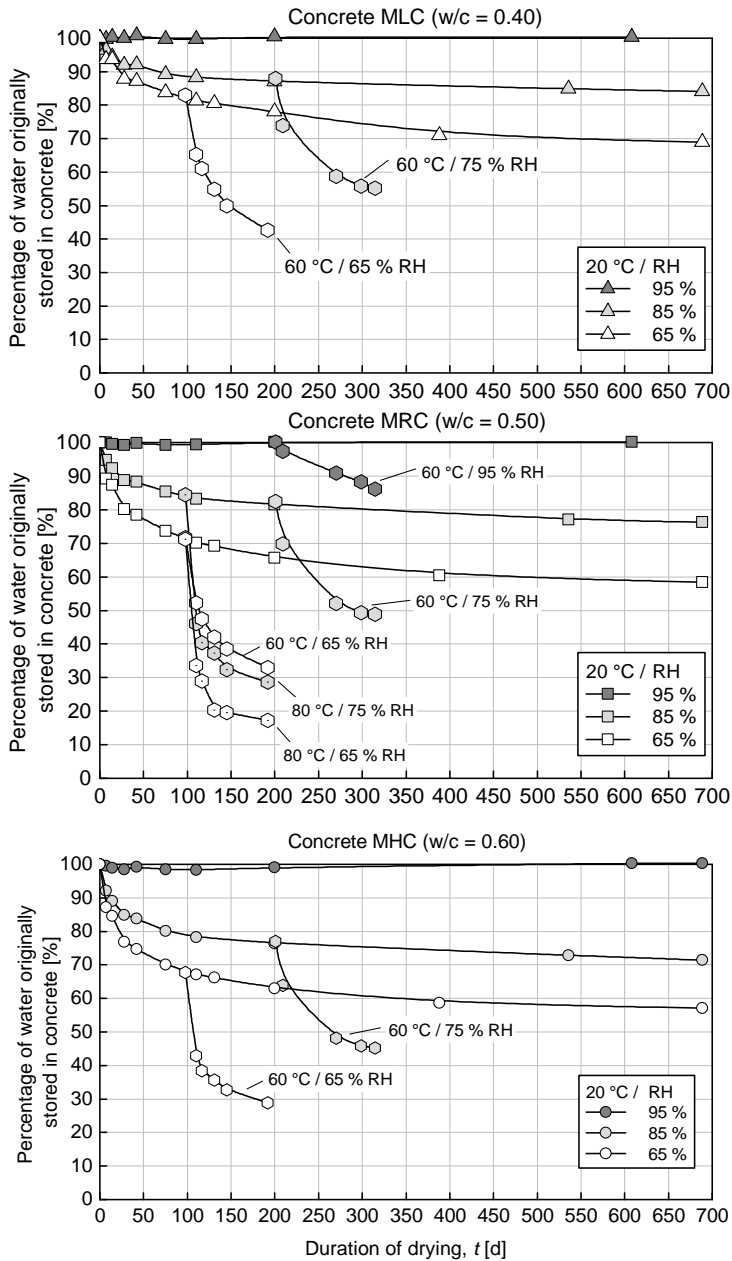 Concrete MLC (w/c = 0.40)
Percentage of water originally
stored in concrete [%]
100
90
80
70
60
50
40
30
20
10
0
60 °C / 75 % RH
60 °C / 65 % RH
20 °C / RH
95 %
85 %
65 %
0 50 100 150 200 250 300 350 400 450 500 550 600 650 700
Concrete MRC (w/c = 0.50)
Percentage of water originally
stored in concrete [%]
100
90
80
70
60
50
40
30
20
10
0
60 °C / 95 % RH
60 °C / 75 % RH
60 °C / 65 % RH
80 °C / 75 % RH
80 °C / 65 % RH
20 °C / RH
95 %
85 %
65 %
0 50 100 150 200 250 300 350 400 450 500 550 600 650 700
Concrete MHC (w/c = 0.60)
Percentage of water originally
stored in concrete [%]
100
90
80
70
60
50
40
30
20
10
0
60 °C / 75 % RH
60 °C / 65 % RH
20 °C / RH
95 %
85 %
65 %
0 50 100 150 200 250 300 350 400 450 500 550 600 650 700
Duration of drying, t [d]